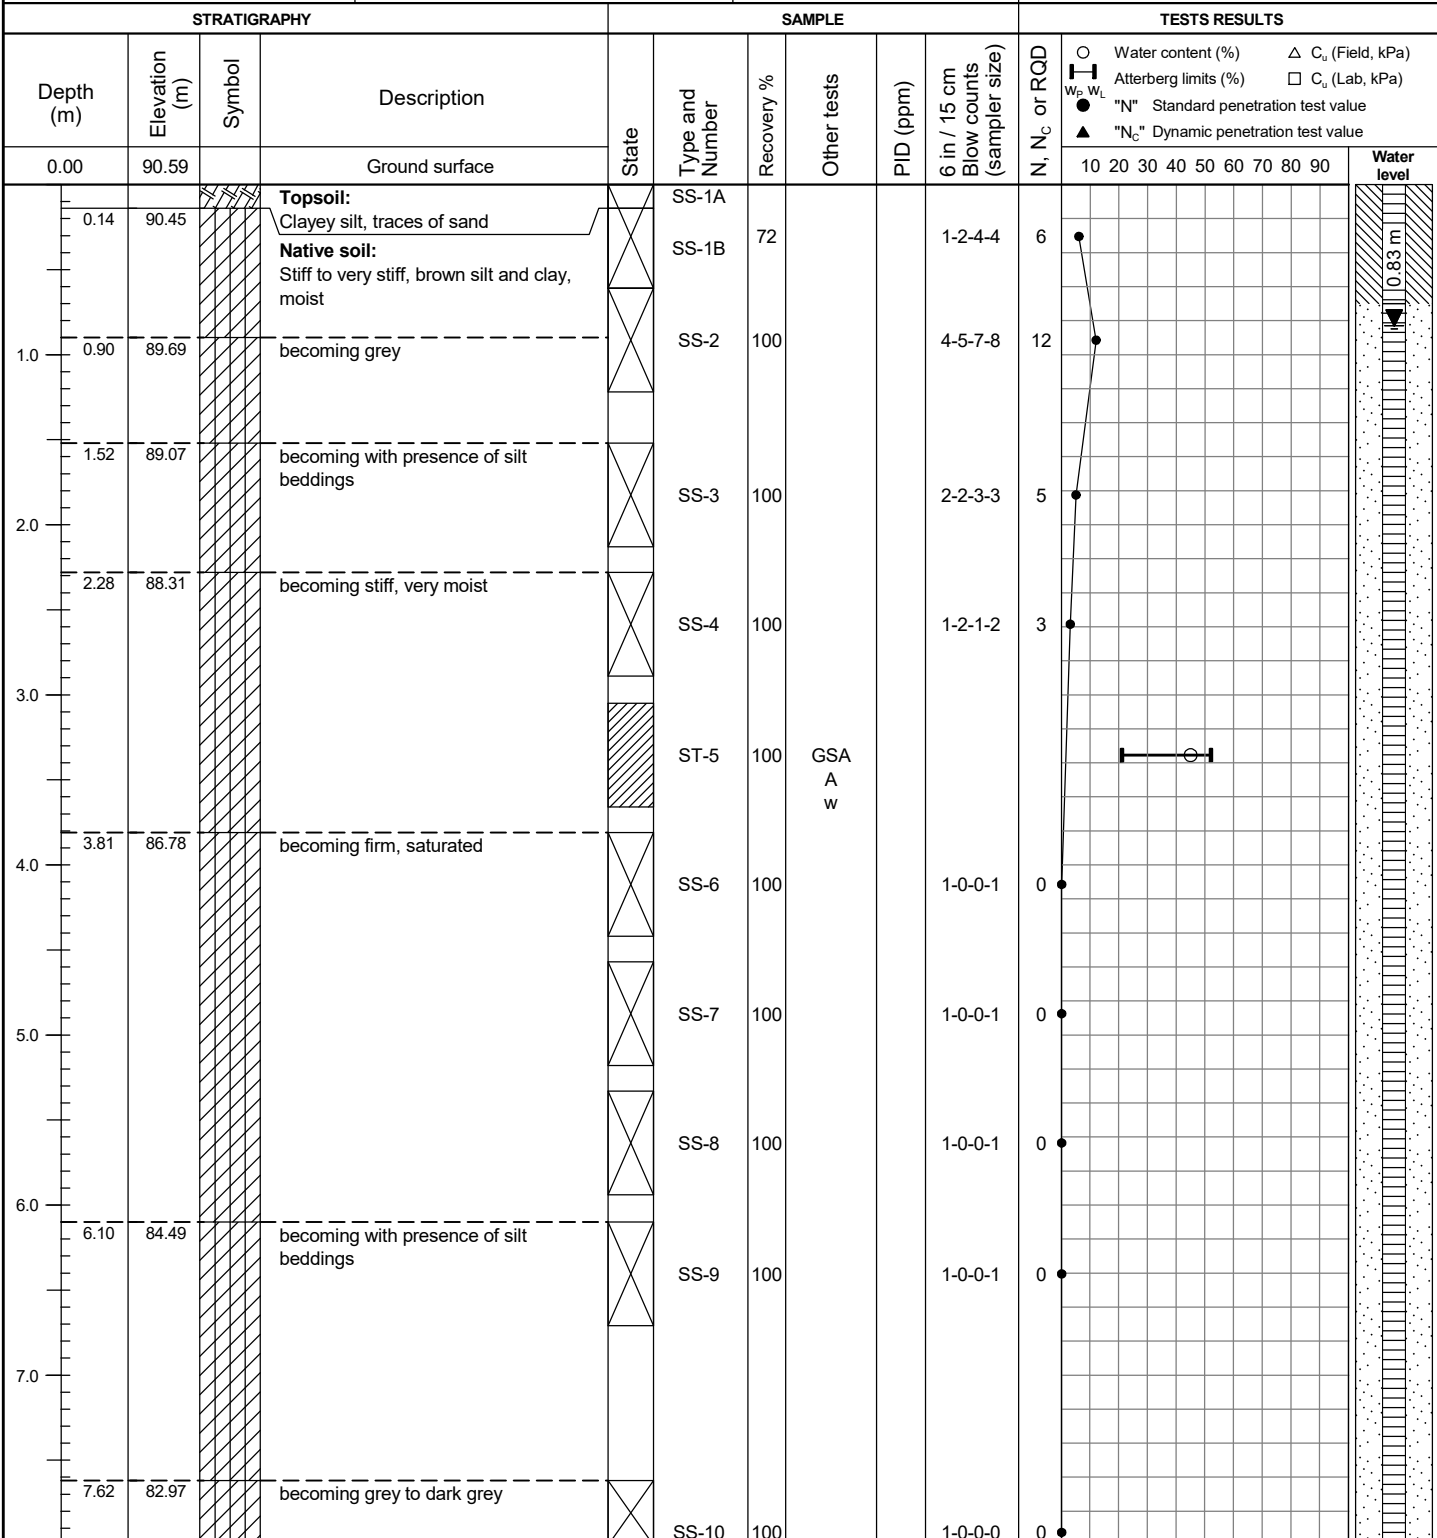 STRATIGRAPHY SAMPLE TESTS RESULTS
Depth (m)
Elevation (m)
Symbol
Description
State
Type and Number
Recovery %
Other tests
PID (ppm)
6 in / 15 cm Blow counts (sampler size)
N, N_C or RQD
Water content (%) C_u (Field, kPa)
Atterberg limits (%) C_u (Lab, kPa)
W_P W_L
"N" Standard penetration test value
"N_C" Dynamic penetration test value
0.00 90.59 Ground surface
10 20 30 40 50 60 70 80 90
Water level
Topsoil: SS-1A
0.14 90.45 Clayey silt, traces of sand
72 1-2-4-4 6
Native soil: SS-1B
Stiff to very stiff, brown silt and clay,
moist
0.83 m
1.0 0.90 89.69 becoming grey SS-2 100 4-5-7-8 12
1.52 89.07 becoming with presence of silt
beddings
SS-3 100 2-2-3-3 5
2.0
2.28 88.31 becoming stiff, very moist
SS-4 100 1-2-1-2 3
3.0
ST-5 100 GSA
A
w
3.81 86.78 becoming firm, saturated
4.0
SS-6 100 1-0-0-1 0
SS-7 100 1-0-0-1 0
5.0
SS-8 100 1-0-0-1 0
6.0
6.10 84.49 becoming with presence of silt
beddings
SS-9 100 1-0-0-1 0
7.0
7.62 82.97 becoming grey to dark grey
SS-10 100 1-0-0-0 0